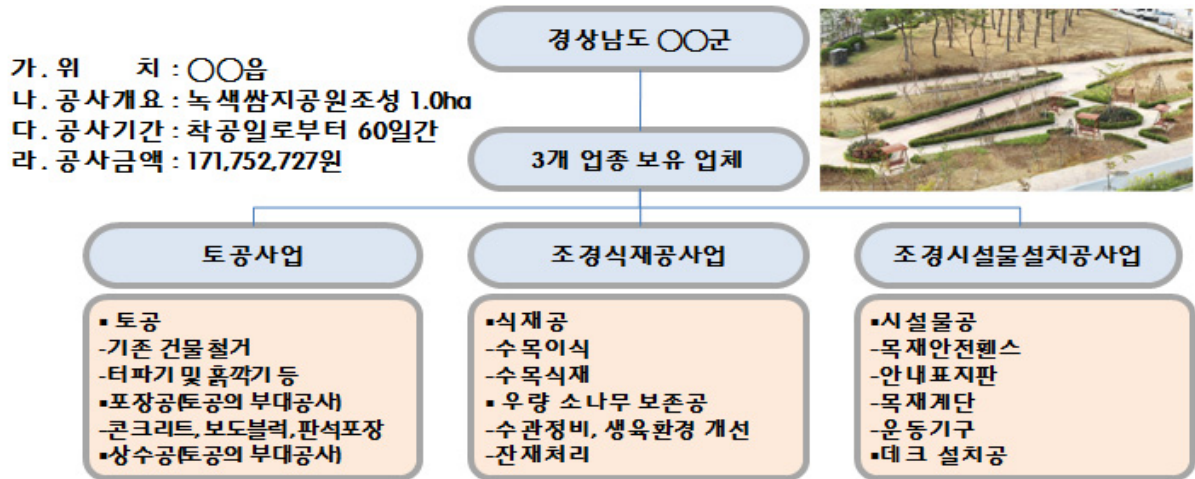 경상남도 ○○군
가. 위 치 : ○○읍
나. 공사개요 : 녹색쌈지공원조성 1.0ha
다. 공사기간 : 착공일로부터 60일간
라. 공사금액 : 171,752,727원
3개 업종 보유 업체
토공사업
▪ 토공
-기존 건물 철거
-터파기 및 흙깍기 등
▪포장공(토공의 부대공사)
-콘크리트, 보도블럭, 판석포장
▪상수공(토공의 부대공사)
조경식재공사업
▪식재공
-수목이식
-수목식재
▪ 우량 소나무 보존공
-수관정비, 생육환경 개선
-잔재처리
조경시설물설치공사업
▪시설물공
-목재안전휀스
-안내표지판
-목재계단
-운동기구
▪데크 설치공